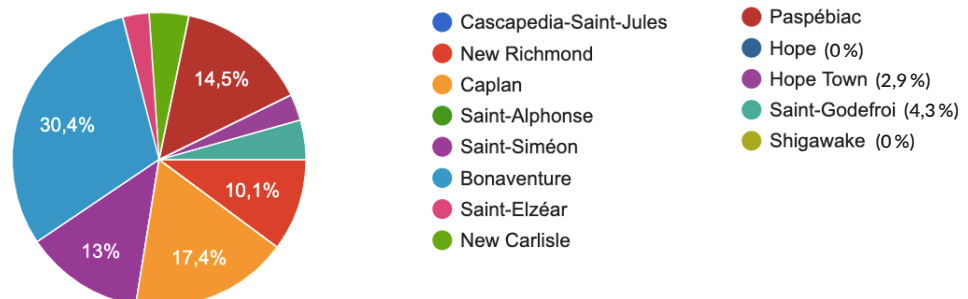 14,5%
30,4%
10,1%
13%
17,4%
Cascapedia-Saint-Jules
New Richmond
Caplan
Saint-Alphonse
Saint-Siméon
Bonaventure
Saint-Elzéar
New Carlisle
Paspébiac
Hope (0 %)
Hope Town (2,9 %)
Saint-Godefroi (4,3 %)
Shigawake (0 %)